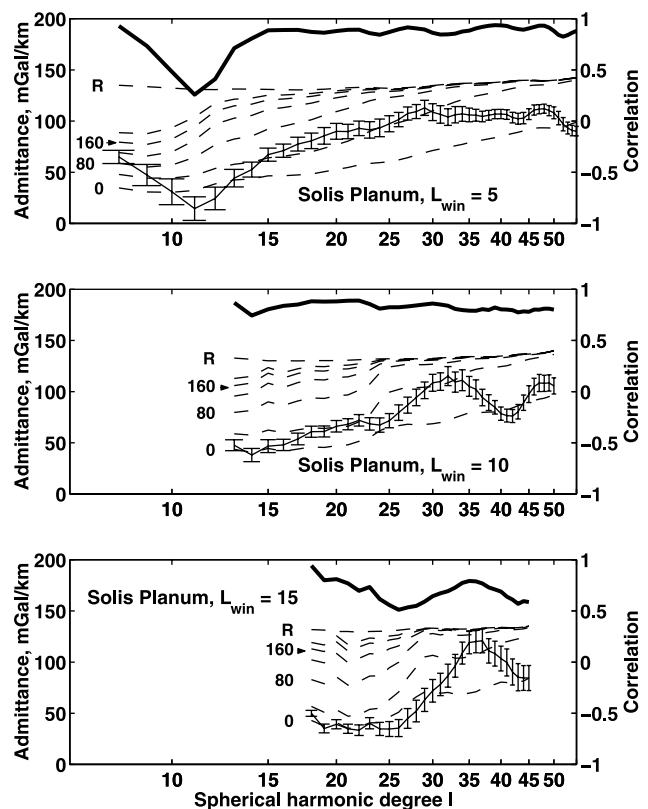 200 1
150 0.5
R
160
100 0
80
50 -0.5
0
Solis Planum, Lwin = 5
0 -1
10 15 20 25 30 35 40 45 50
Admittance, mGal/km
Correlation
200 1
150 0.5
R
160
100 0
80
50 -0.5
0
Solis Planum, Lwin = 10
0 -1
10 15 20 25 30 35 40 45 50
Admittance, mGal/km
Correlation
200 1
Solis Planum, Lwin = 15
150 0.5
R
160
100 0
80
50 -0.5
0
0 -1
10 15 20 25 30 35 40 45 50
Admittance, mGal/km
Correlation
Spherical harmonic degree l